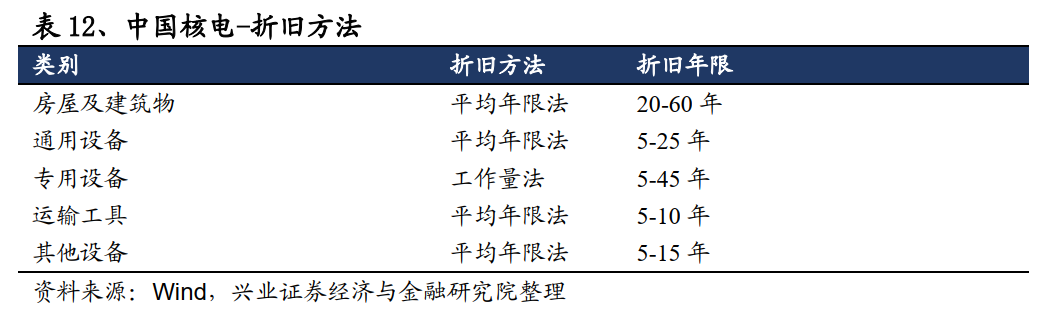 表 12、中国核电-折旧方法
类别 折旧方法 折旧年限
房屋及建筑物 平均年限法 20-60 年
通用设备 平均年限法 5-25 年
专用设备 工作量法 5-45 年
运输工具 平均年限法 5-10 年
其他设备 平均年限法 5-15 年
资料来源：Wind，兴业证券经济与金融研究院整理